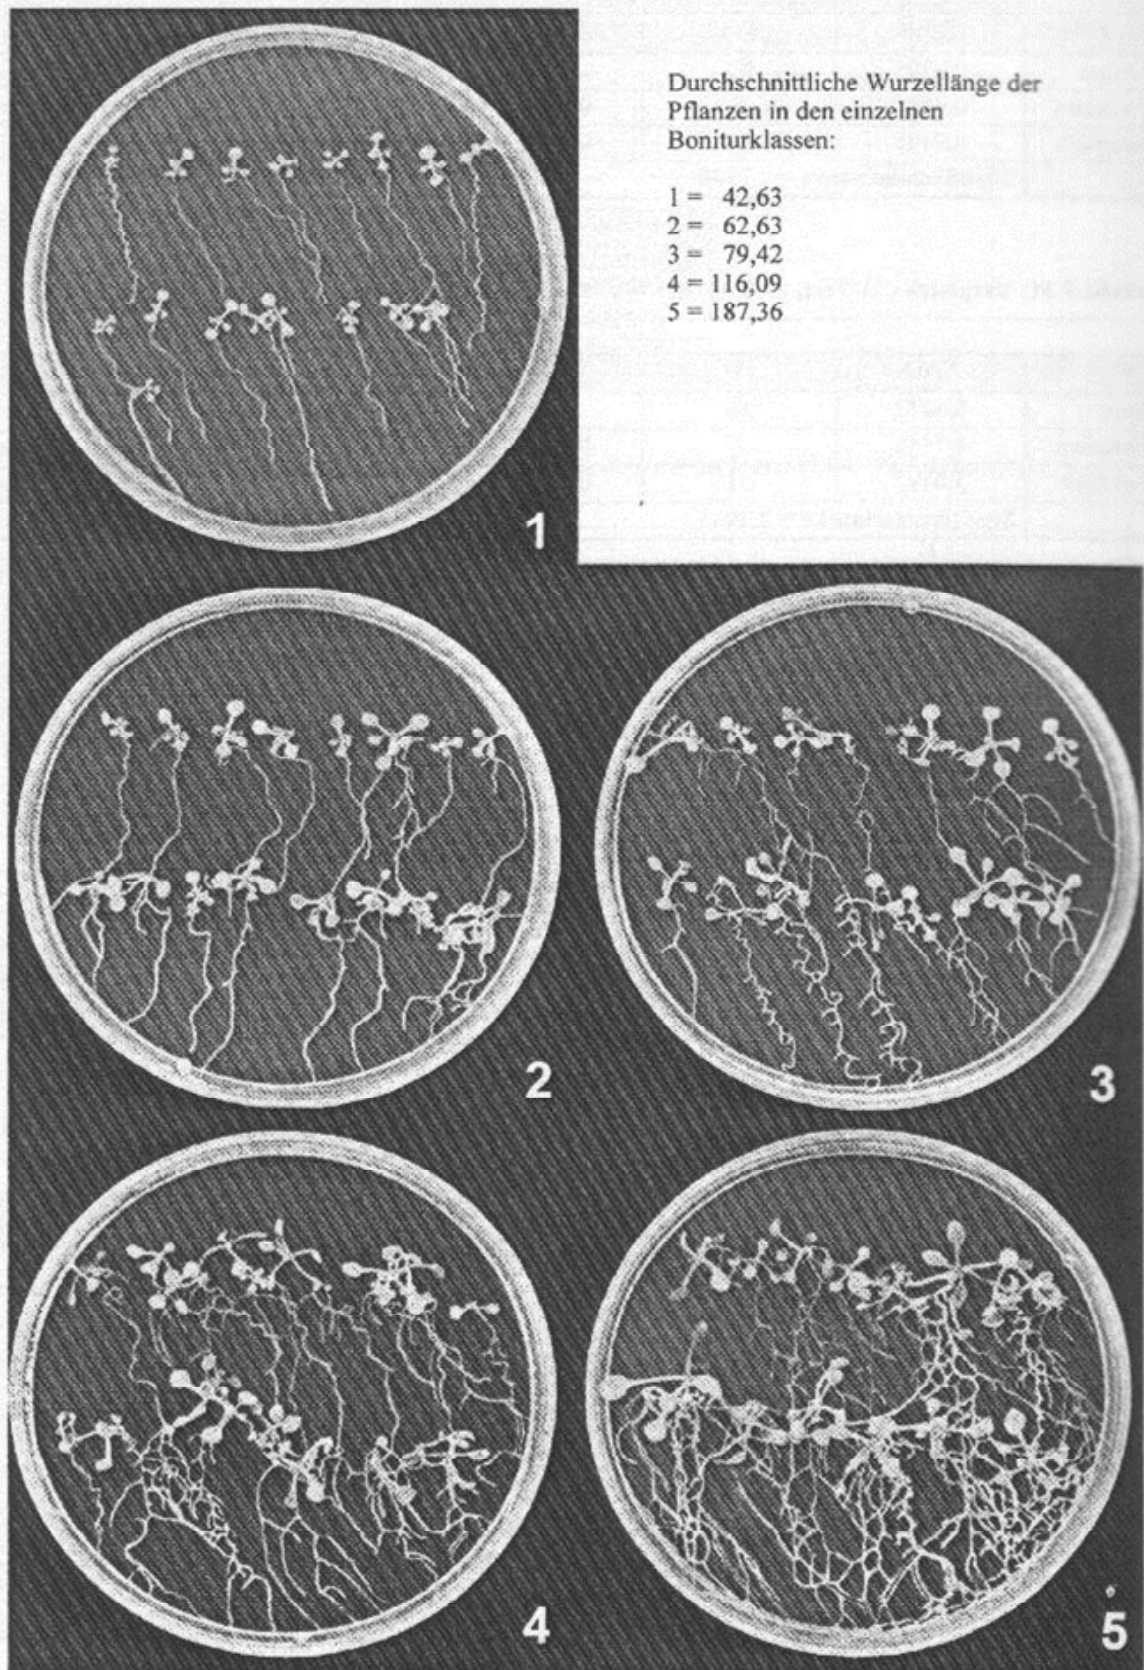 Durchschnittliche Wurzellänge der
Pflanzen in den einzelnen
Boniturklassen:
1 = 42,63
2 = 62,63
3 = 79,42
4 = 116,09
5 = 187,36
1
2
3
4
5